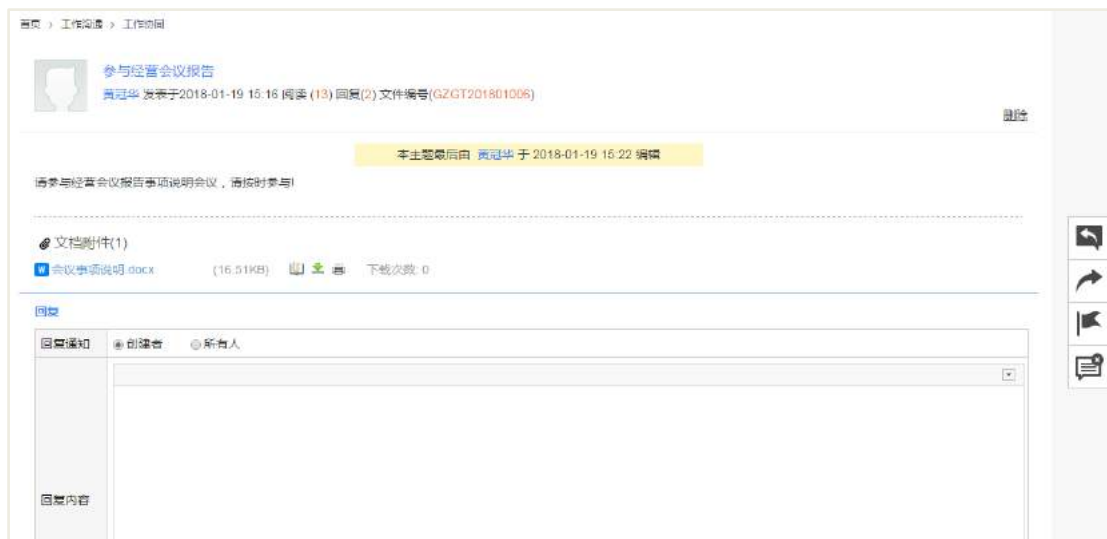 首页 > 工作沟通 > 工作协同
参与经营会议报告
黄冠华 发表于2018-01-19 15:16 阅读 (13) 回复(2) 文件编号(GZGT201801006)
删除
本主题最后由 黄冠华 于 2018-01-19 15:22 编辑
请参与经营会议报告事项说明会议，请按时参与!
文档附件(1)
会议事项说明.docx (16.51KB) 下载次数: 0
回复
回复通知 创建者 所有人
回复内容